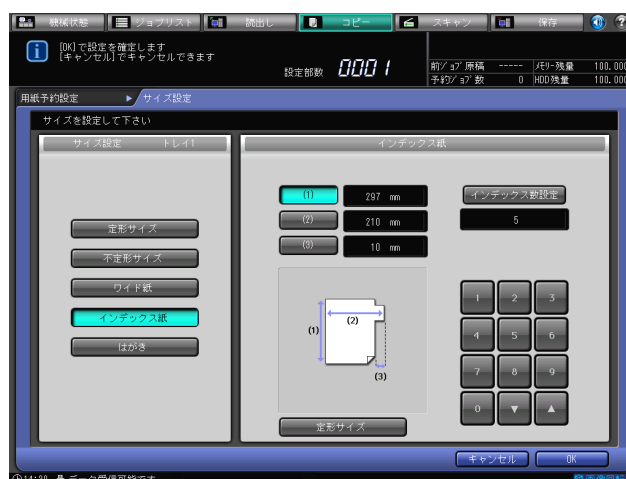 機械状態 ジョブリスト 読出し コピー スキャン 保存 ?
[OK]で設定を確定します
[キャンセル]でキャンセルできます
設定部数 0001
前ジョブ原稿 ----- メモリー残量 100.000
予約ジョブ数 0 HDD残量 100.000
用紙予約設定 サイズ設定
サイズを設定して下さい
サイズ設定 トレイ1
インデックス紙
(1) 297 mm
インデックス数設定
(2) 210 mm
5
(3) 10 mm
定形サイズ
不定形サイズ
ワイド紙
インデックス紙
はがき
(1)
(2)
(3)
定形サイズ
1 2 3
4 5 6
7 8 9
0 ▼ ▲
キャンセル OK
14:20 データ受信可能です